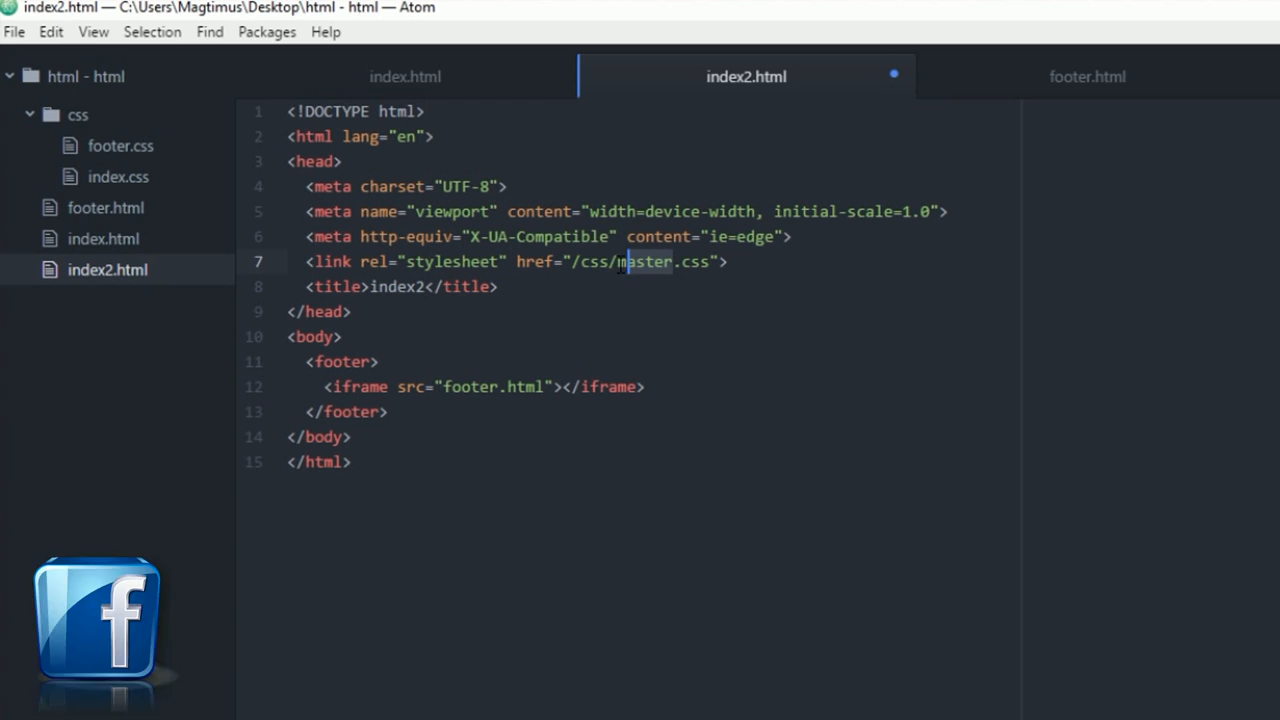 index2.html — C:\Users\Magtimus\Desktop\html - html — Atom
File Edit View Selection Find Packages Help
html - html
css
footer.css
index.css
footer.html
index.html
index2.html
index.html index2.html footer.html
1 <!DOCTYPE html>
2 <html lang="en">
3 <head>
4 <meta charset="UTF-8">
5 <meta name="viewport" content="width=device-width, initial-scale=1.0">
6 <meta http-equiv="X-UA-Compatible" content="ie=edge">
7 <link rel="stylesheet" href="/css/master.css">
8 <title>index2</title>
9 </head>
10 <body>
11 <footer>
12 <iframe src="footer.html"></iframe>
13 </footer>
14 </body>
15 </html>
f